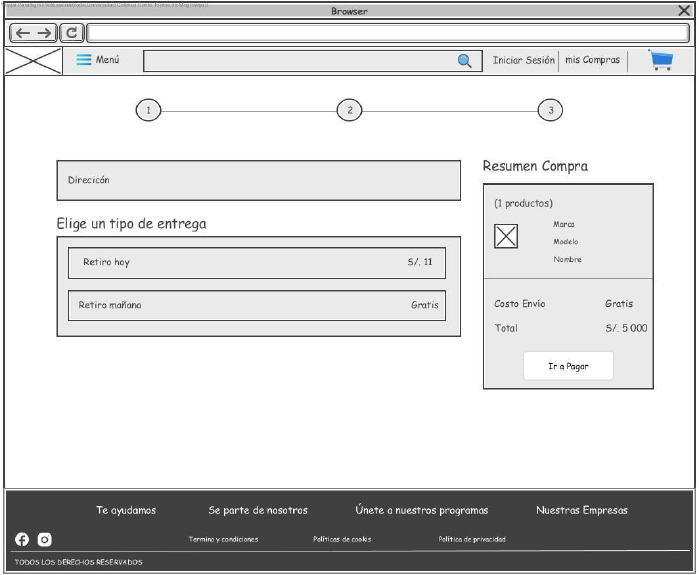 Browser
Menú
Iniciar Sesión
mis Compras
1
2
3
Direcicón
Resumen Compra
(1 productos)
Marca
Modelo
Nombre
Elige un tipo de entrega
Retiro hoy S/. 11
Retiro mañana Gratis
Costo Envío Gratis
Total S/. 5 000
Ir a Pagar
Te ayudamos
Se parte de nosotros
Únete a nuestros programas
Nuestras Empresas
Termino y condiciones
Políticas de cookis
Política de privacidad
TODOS LOS DERECHOS RESERVADOS